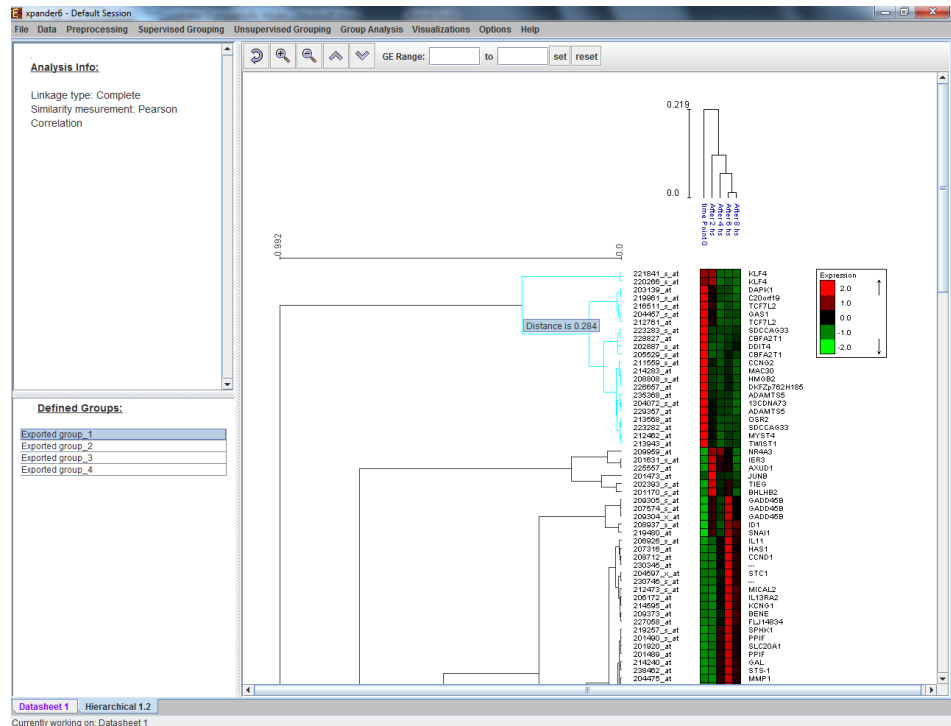 xpander6 - Default Session
File Data Preprocessing Supervised Grouping Unsupervised Grouping Group Analysis Visualizations Options Help
Analysis Info:
Linkage type: Complete
Similarity mesurement: Pearson
Correlation
Defined Groups:
Exported group_1
Exported group_2
Exported group_3
Exported group_4
GE Range: to set reset
0.219
0.0
time Point 0
After 2 hs
After 4 hs
After 6 hs
After 8 hs
0.992
0.0
Distance is 0.284
221841_s_at KLF4
220266_s_at KLF4
203139_at DAPK1
219961_s_at C20orf19
216511_s_at TCF7L2
204457_s_at GAS1
212761_at TCF7L2
223283_s_at SDCCAG33
228827_at CBFA2T1
202887_s_at DDIT4
205529_s_at CBFA2T1
211559_s_at CCNG2
214283_at MAC30
208808_s_at HMGB2
226657_at DKFZp762H185
235368_at ADAMTS5
204072_s_at 13CDNA73
229357_at ADAMTS5
213568_at OSR2
223282_at SDCCAG33
212462_at MYST4
213943_at TWIST1
209959_at NR4A3
201631_s_at IER3
225557_at AXUD1
201473_at JUNB
202393_s_at TIEG
201170_s_at BHLHB2
209305_s_at GADD45B
207574_s_at GADD45B
209304_x_at GADD45B
208937_s_at ID1
219480_at SNAI1
206926_s_at IL11
207316_at HAS1
208712_at CCND1
230345_at ---
204597_x_at STC1
230746_s_at ---
212473_s_at MICAL2
206172_at IL13RA2
214595_at KCNG1
209373_at BENE
227058_at FLJ14834
219257_s_at SPHK1
201490_s_at PPIF
201920_at SLC20A1
201489_at PPIF
214240_at GAL
238462_at STS-1
204475_at MMP1
Expression
2.0
1.0
0.0
-1.0
-2.0
Datasheet 1 Hierarchical 1.2
Currently working on: Datasheet 1